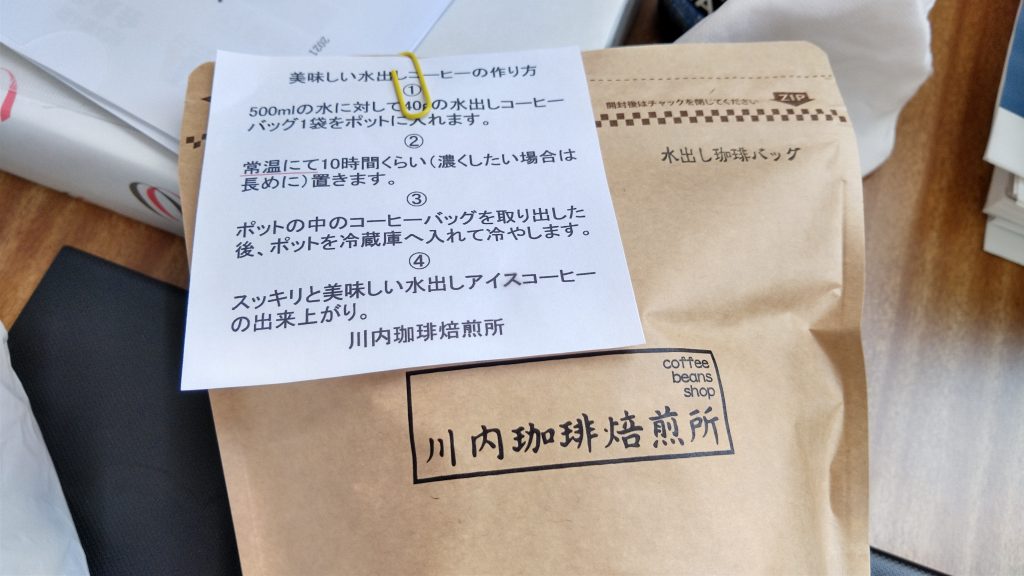 2021
美味しい水出しコーヒーの作り方
①
500mlの水に対して40gの水出しコーヒー
バッグ1袋をポットに入れます。
②
常温にて10時間くらい(濃くしたい場合は
長めに)置きます。
③
ポットの中のコーヒーバッグを取り出した
後、ポットを冷蔵庫へ入れて冷やします。
④
スッキリと美味しい水出しアイスコーヒー
の出来上がり。
川内珈琲焙煎所
開封後はチャックを閉じてください
ZIP
水出し珈琲バッグ
coffee
beans
shop
川内珈琲焙煎所